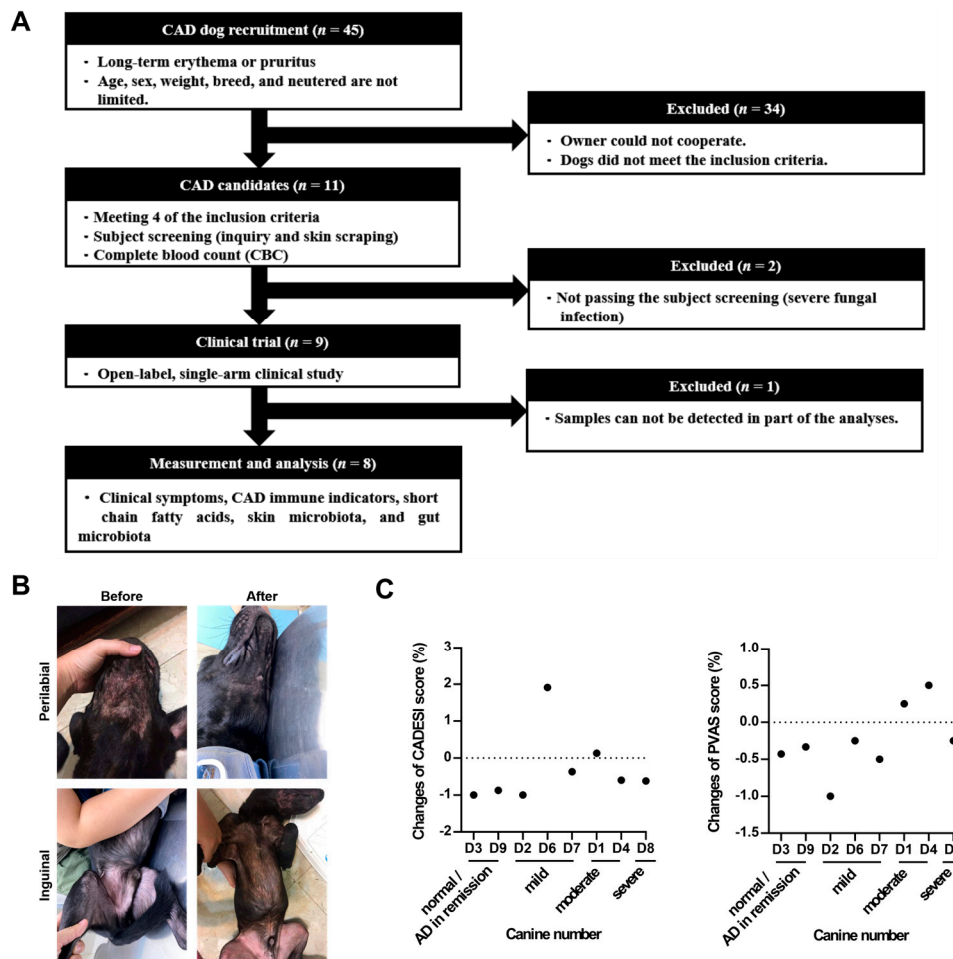 A
CAD dog recruitment (n = 45)
- Long-term erythema or pruritus
- Age, sex, weight, breed, and neutered are not
limited.
Excluded (n = 34)
- Owner could not cooperate.
- Dogs did not meet the inclusion criteria.
CAD candidates (n = 11)
- Meeting 4 of the inclusion criteria
- Subject screening (inquiry and skin scraping)
- Complete blood count (CBC)
Excluded (n = 2)
- Not passing the subject screening (severe fungal
infection)
Clinical trial (n = 9)
- Open-label, single-arm clinical study
Excluded (n = 1)
- Samples can not be detected in part of the analyses.
Measurement and analysis (n = 8)
· Clinical symptoms, CAD immune indicators, short
chain fatty acids, skin microbiota, and gut
microbiota
B
Before After
Perilabial
Inguinal
C
Changes of CADESI score (%)
3
2
1
0
-1
-2
D3 D9 D2 D6 D7 D1 D4 D8
normal /
AD in remission
mild
moderate
severe
Canine number
Changes of PVAS score (%)
1.0
0.5
0.0
-0.5
-1.0
-1.5
D3 D9 D2 D6 D7 D1 D4 D
normal /
AD in remission
mild
moderate
severe
Canine number